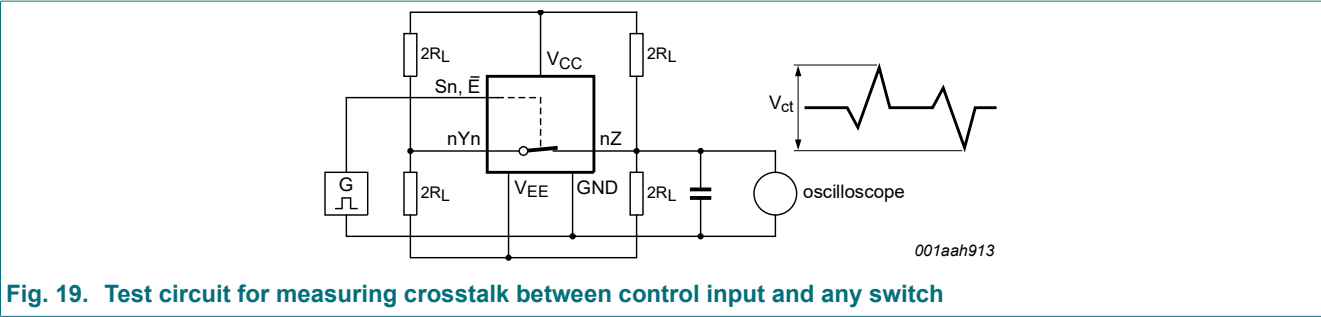 2RL
2RL
VCC
Sn, E̅
Vct
nYn
nZ
G
2RL
VEE
GND
2RL
oscilloscope
001aah913
Fig. 19. Test circuit for measuring crosstalk between control input and any switch